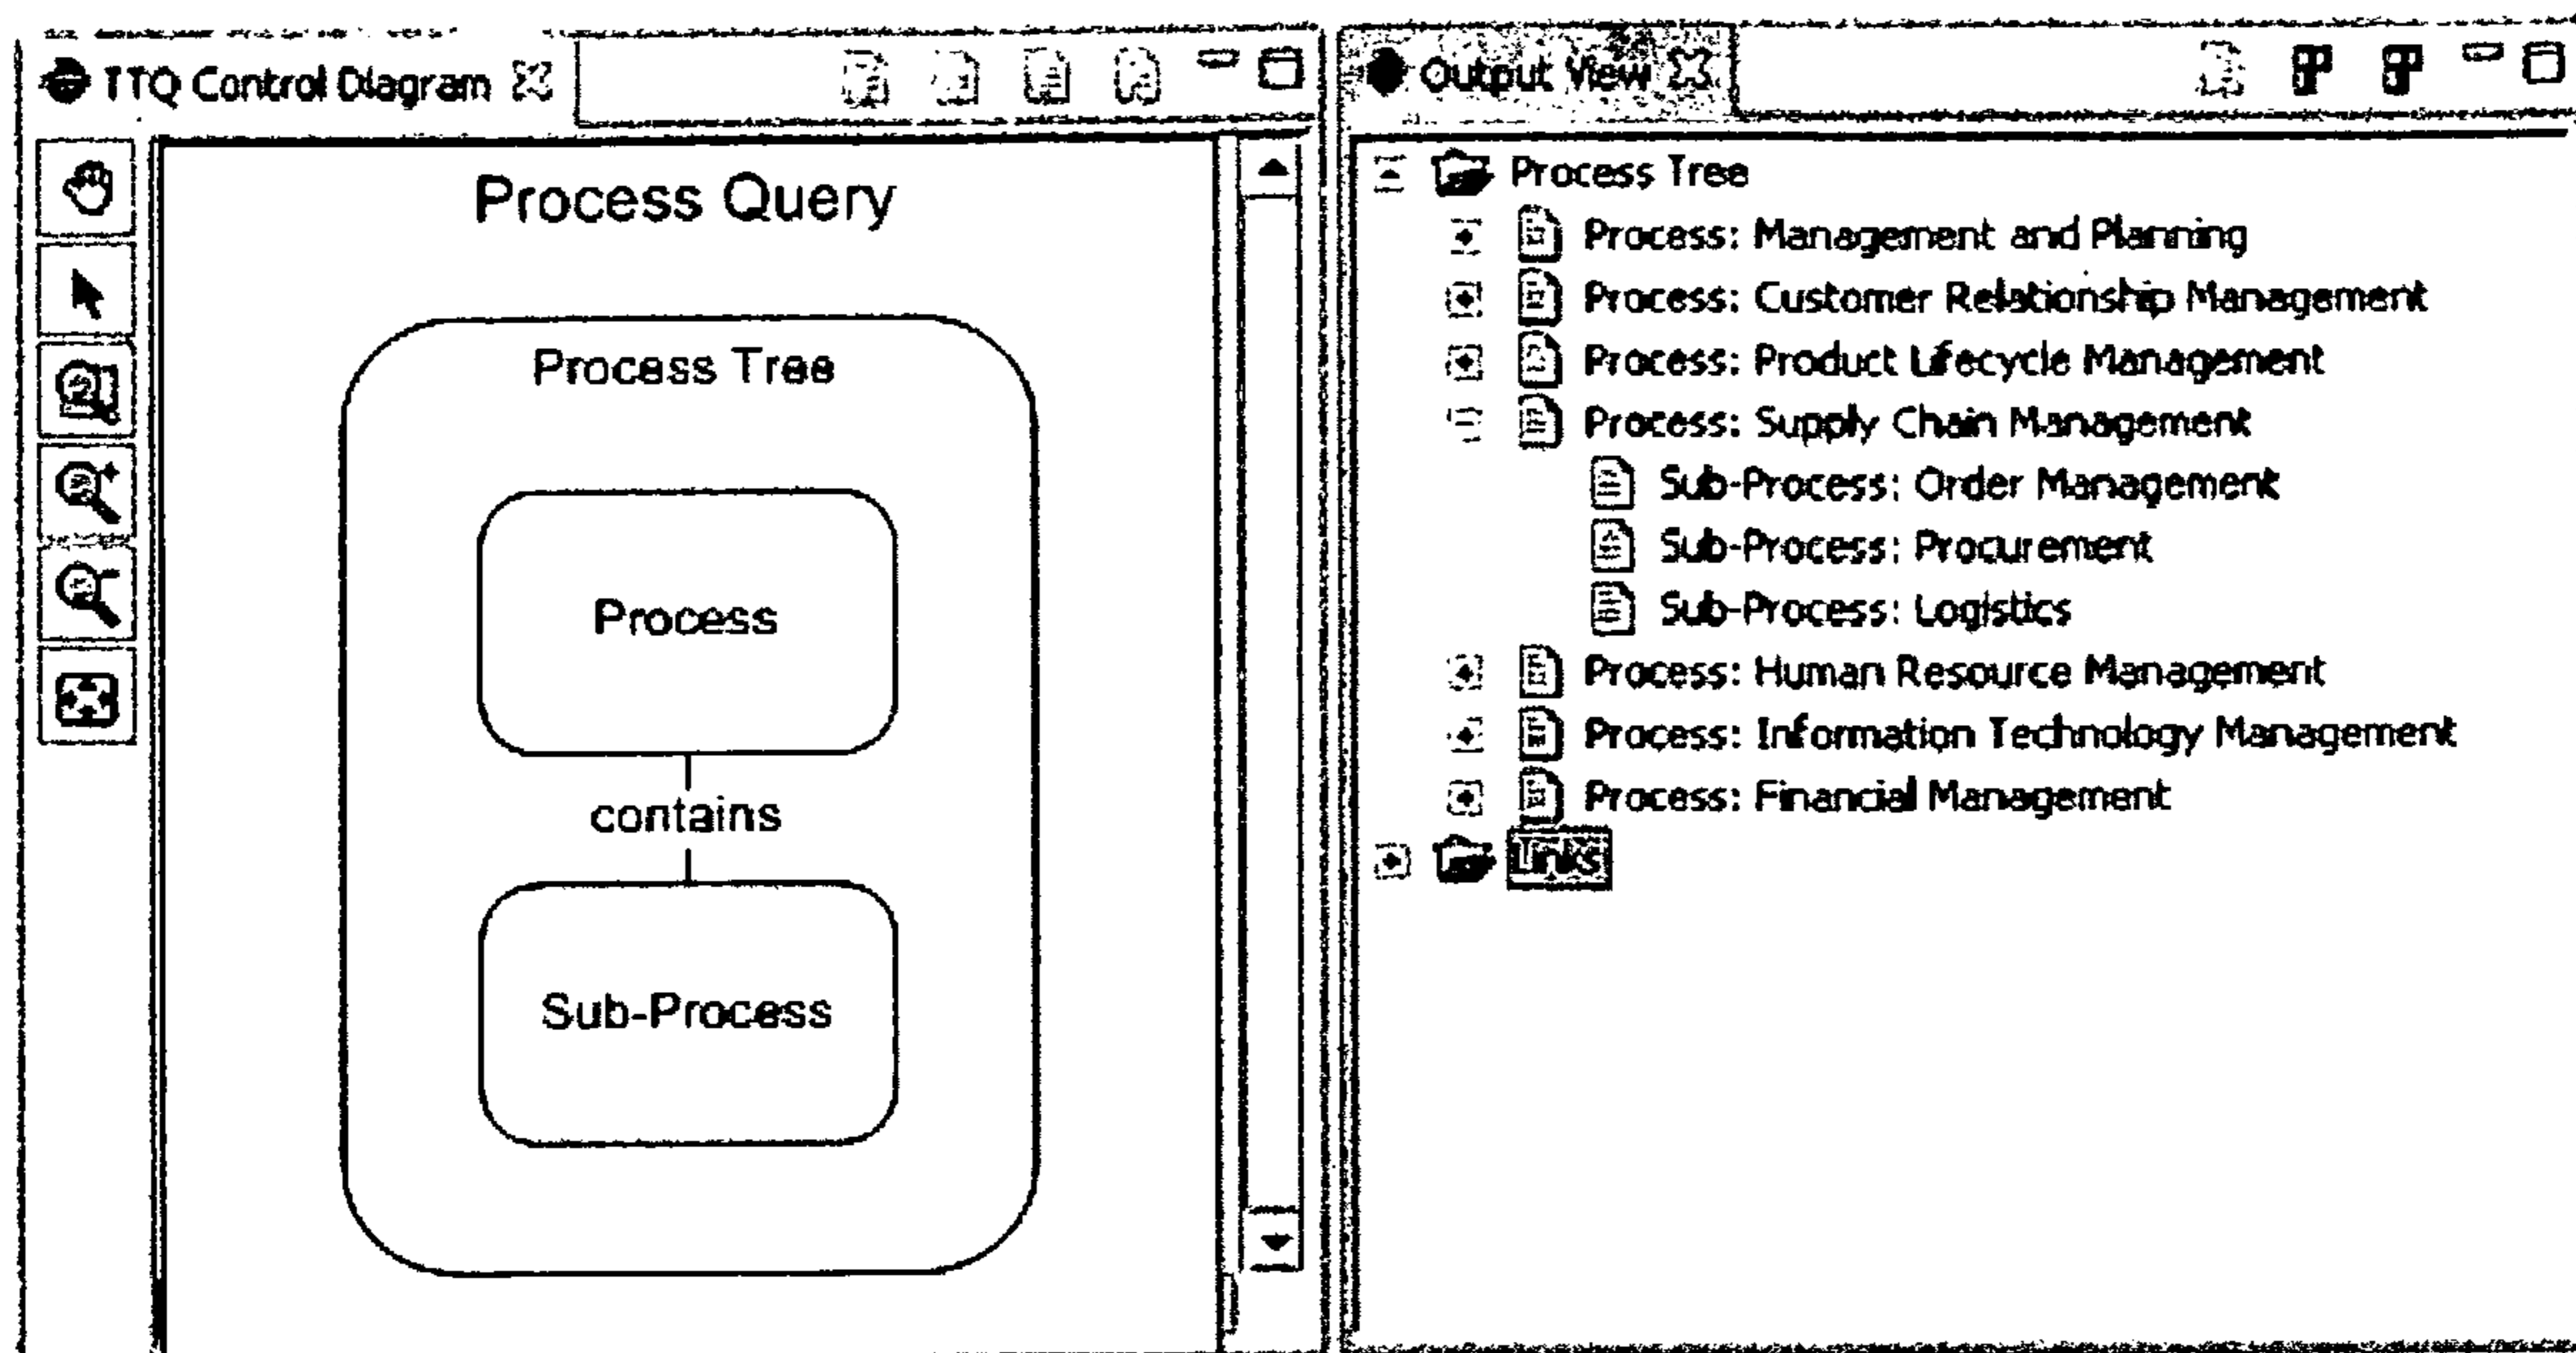 TTQ Control Diagram
Process Query
Process Tree
Process
contains
Sub-Process
Output View
Process Tree
Process: Management and Planning
Process: Customer Relationship Management
Process: Product Lifecycle Management
Process: Supply Chain Management
Sub-Process: Order Management
Sub-Process: Procurement
Sub-Process: Logistics
Process: Human Resource Management
Process: Information Technology Management
Process: Financial Management
Links